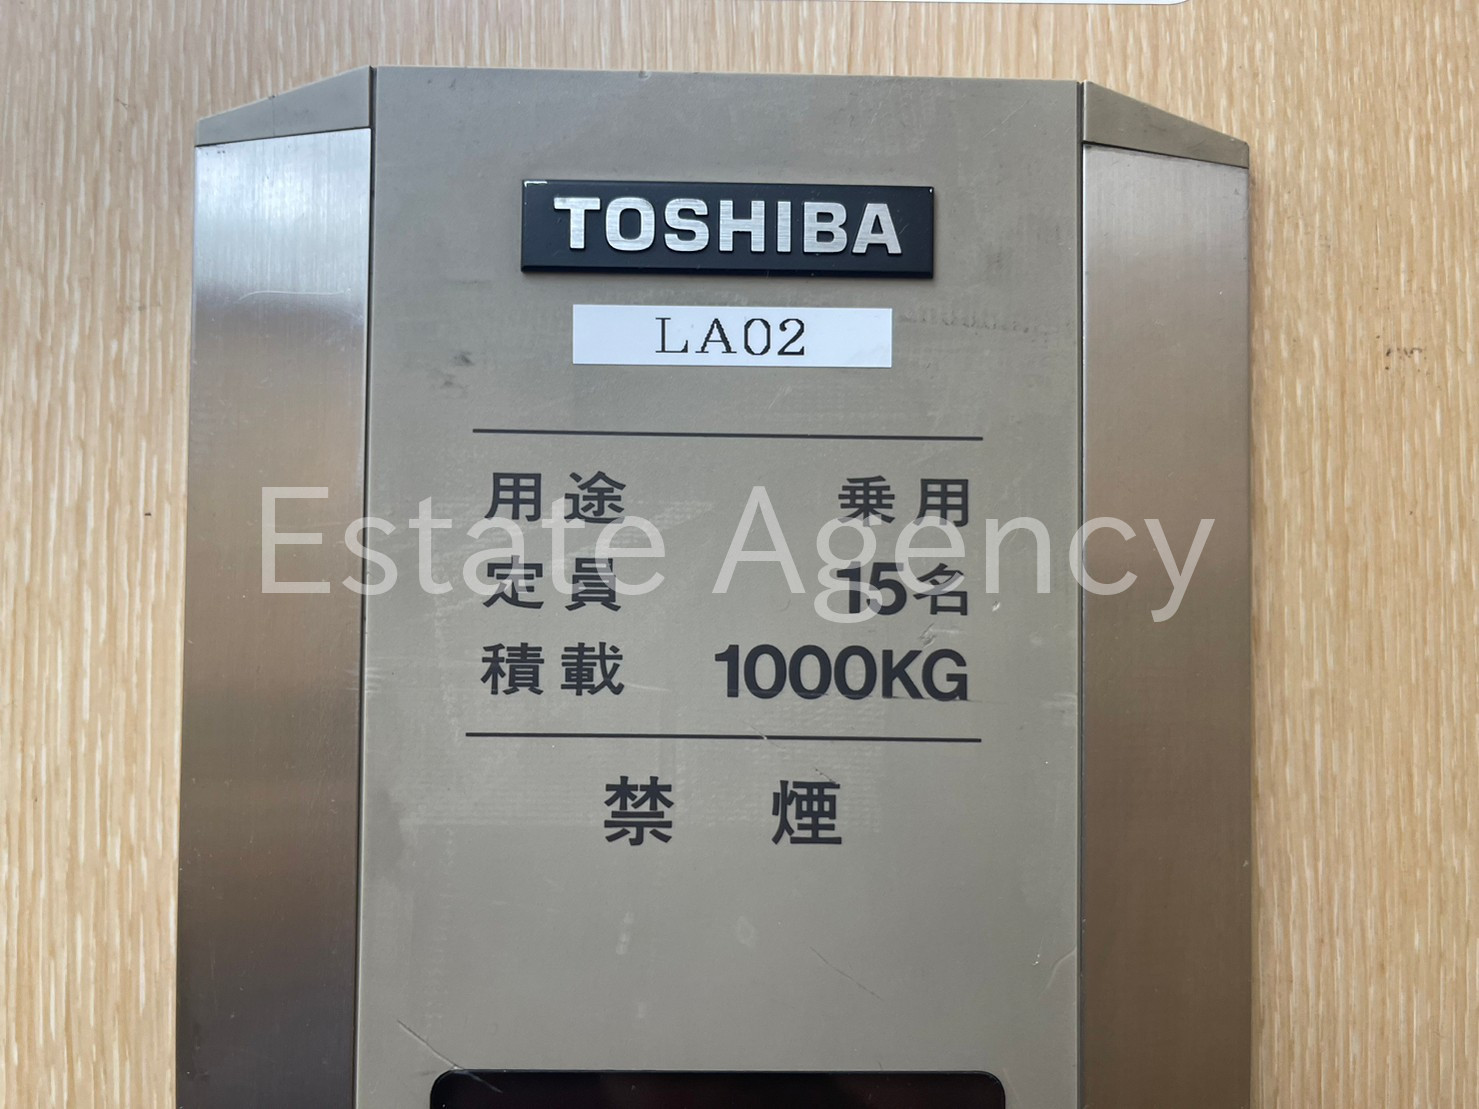 TOSHIBA
LA02
用途 乗用
定員 15名
積載 1000KG
禁煙
Estate Agency